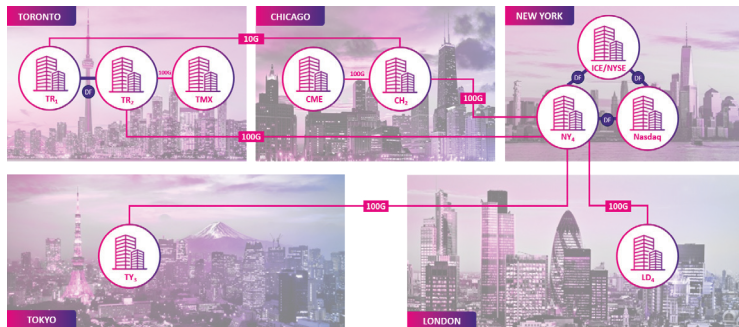 TORONTO
CHICAGO
NEW YORK
10G
ICE/NYSE
100G
100G
DF
DF
DF
TR₁
TR₂
TMX
CME
CH₂
100G
DF
NY₄
Nasdaq
100G
100G
100G
TY₃
LD₄
TOKYO
LONDON